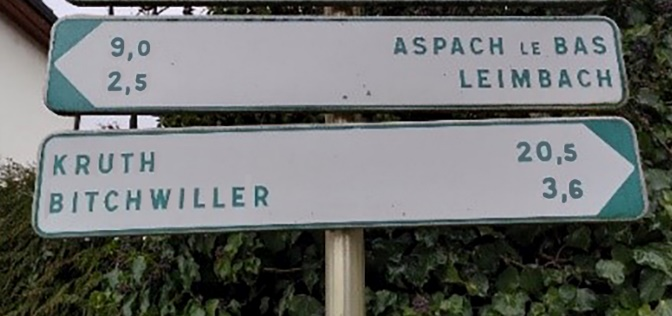 9,0 ASPACH LE BAS
2,5 LEIMBACH
KRUTH 20,5
BITCHWILLER 3,6